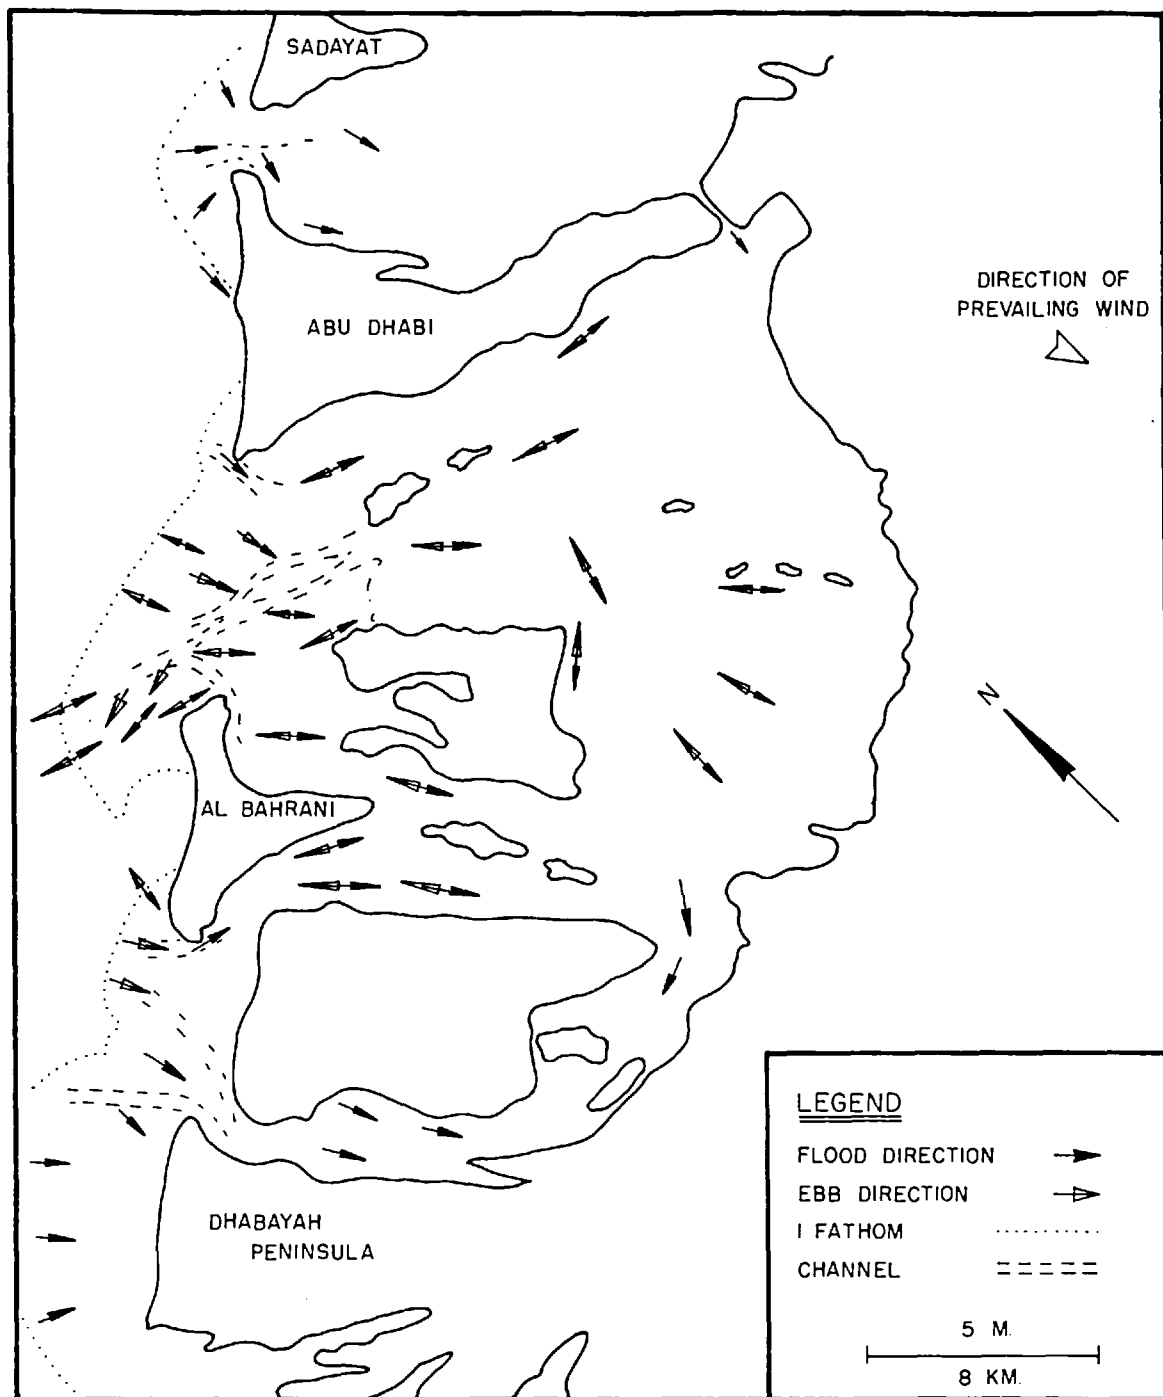 SADAYAT
DIRECTION OF
PREVAILING WIND
ABU DHABI
N
AL BAHRANI
DHABAYAH
PENINSULA
LEGEND
FLOOD DIRECTION
EBB DIRECTION
I FATHOM
CHANNEL
5 M.
8 KM.